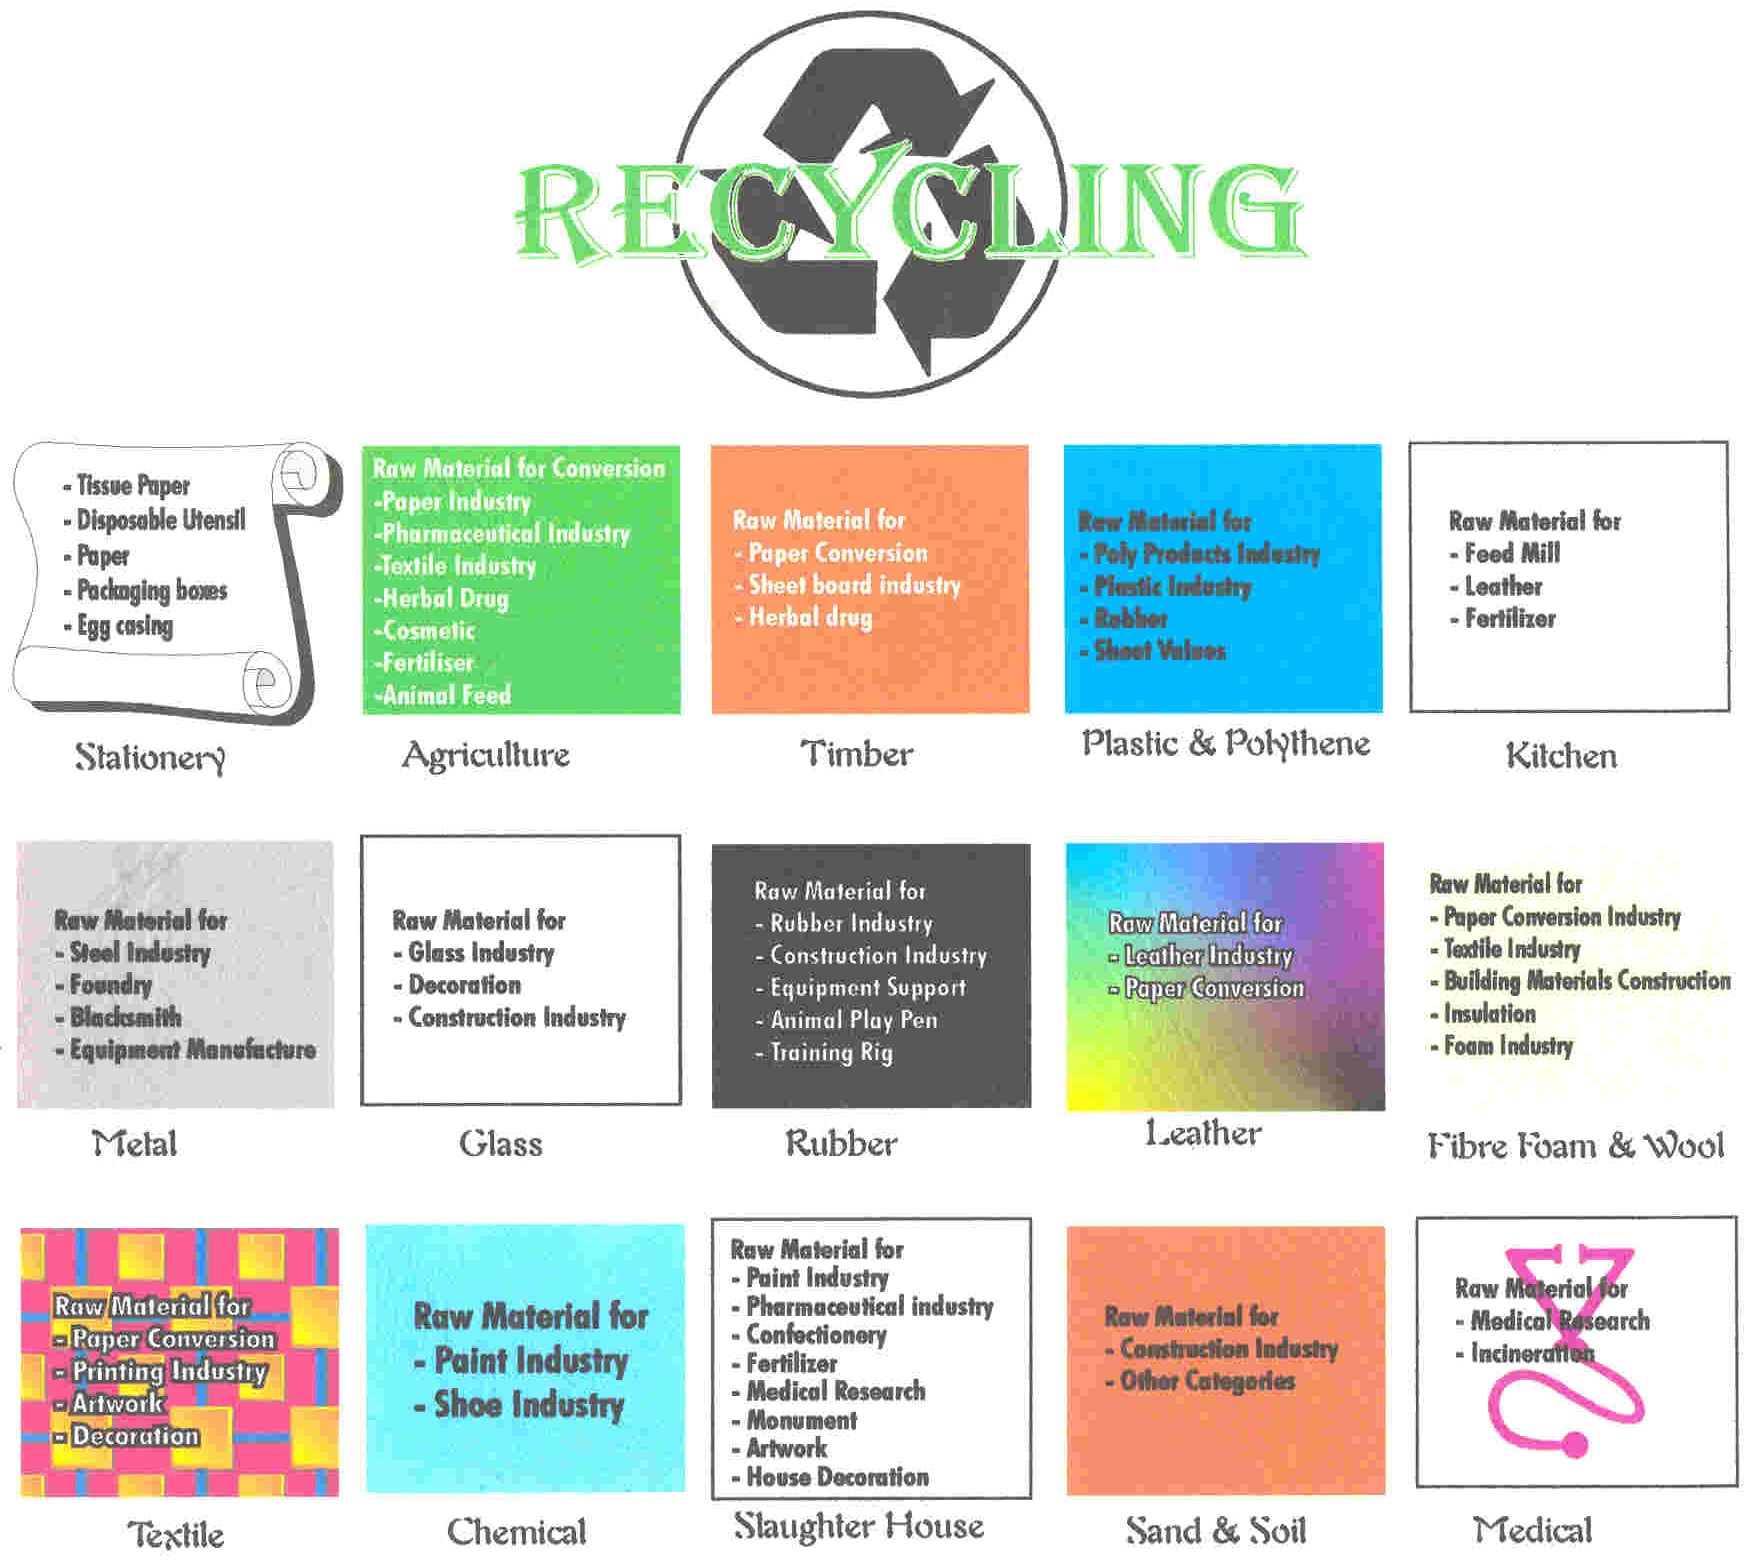 RECYCLING
- Tissue Paper
- Disposable Utensil
- Paper
- Packaging boxes
- Egg casing
Stationery
Raw Material for Conversion
-Paper Industry
-Pharmaceutical Industry
-Textile Industry
-Herbal Drug
-Cosmetic
-Fertiliser
-Animal Feed
Agriculture
Raw Material for
- Paper Conversion
- Sheet board industry
- Herbal drug
Timber
Raw Material for
- Poly Products Industry
- Plastic Industry
- Rubber
- Sheet Values
Plastic & Polythene
Raw Material for
- Feed Mill
- Leather
- Fertilizer
Kitchen
Raw Material for
- Steel Industry
- Foundry
- Blacksmith
- Equipment Manufacture
Metal
Raw Material for
- Glass Industry
- Decoration
- Construction Industry
Glass
Raw Material for
- Rubber Industry
- Construction Industry
- Equipment Support
- Animal Play Pen
- Training Rig
Rubber
Raw Material for
- Leather Industry
- Paper Conversion
Leather
Raw Material for
- Paper Conversion Industry
- Textile Industry
- Building Materials Construction
- Insulation
- Foam Industry
Fibre Foam & Wool
Raw Material for
- Paper Conversion
- Printing Industry
- Artwork
- Decoration
Textile
Raw Material for
- Paint Industry
- Shoe Industry
Chemical
Raw Material for
- Paint Industry
- Pharmaceutical industry
- Confectionery
- Fertilizer
- Medical Research
- Monument
- Artwork
- House Decoration
Slaughter House
Raw Material for
- Construction Industry
- Other Categories
Sand & Soil
Raw Material for
- Medical Research
- Incineration
Medical